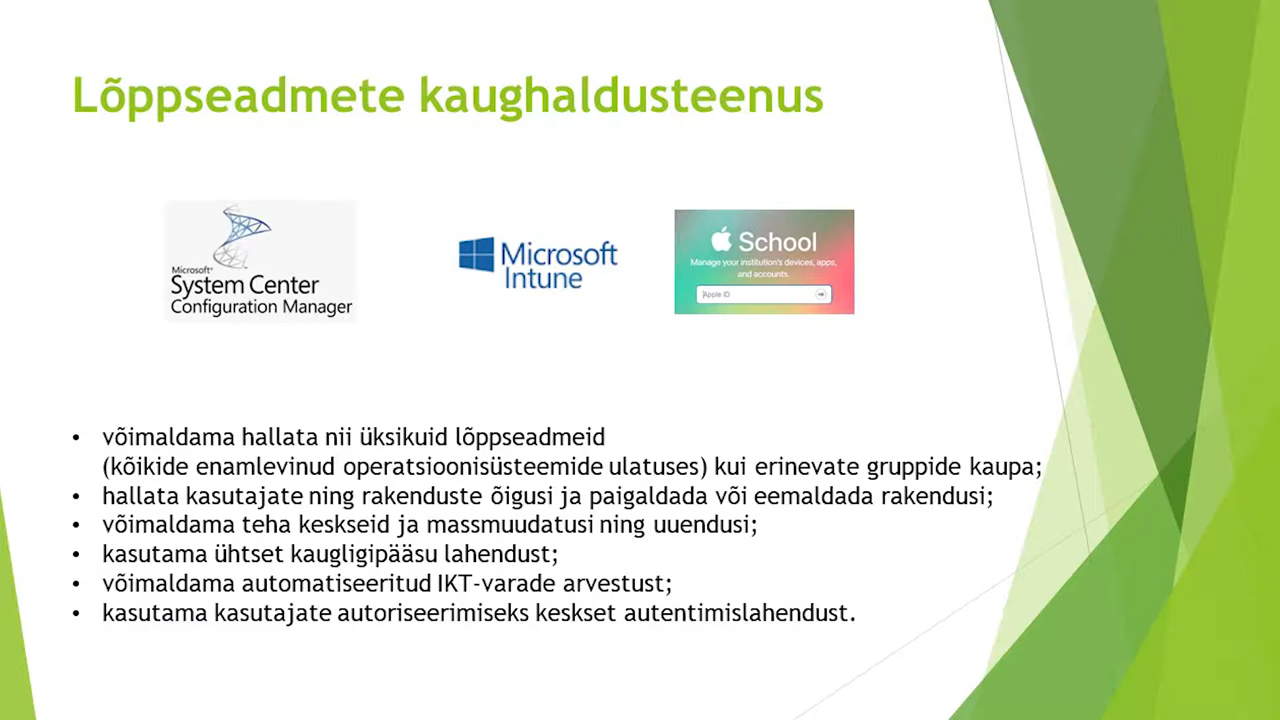 Lõppseadmete kaughaldusteenus
Microsoft®
System Center
Configuration Manager
Microsoft
Intune
School
Manage your institution's devices, apps,
and accounts.
Apple ID
• võimaldama hallata nii üksikuid lõppseadmeid
(kõikide enamlevinud operatsioonisüsteemide ulatuses) kui erinevate gruppide kaupa;
• hallata kasutajate ning rakenduste õigusi ja paigaldada või eemaldada rakendusi;
• võimaldama teha keskseid ja massmuudatusi ning uuendusi;
• kasutama ühtset kaugligipääsu lahendust;
• võimaldama automatiseeritud IKT-varade arvestust;
• kasutama kasutajate autoriseerimiseks keskset autentimislahendust.